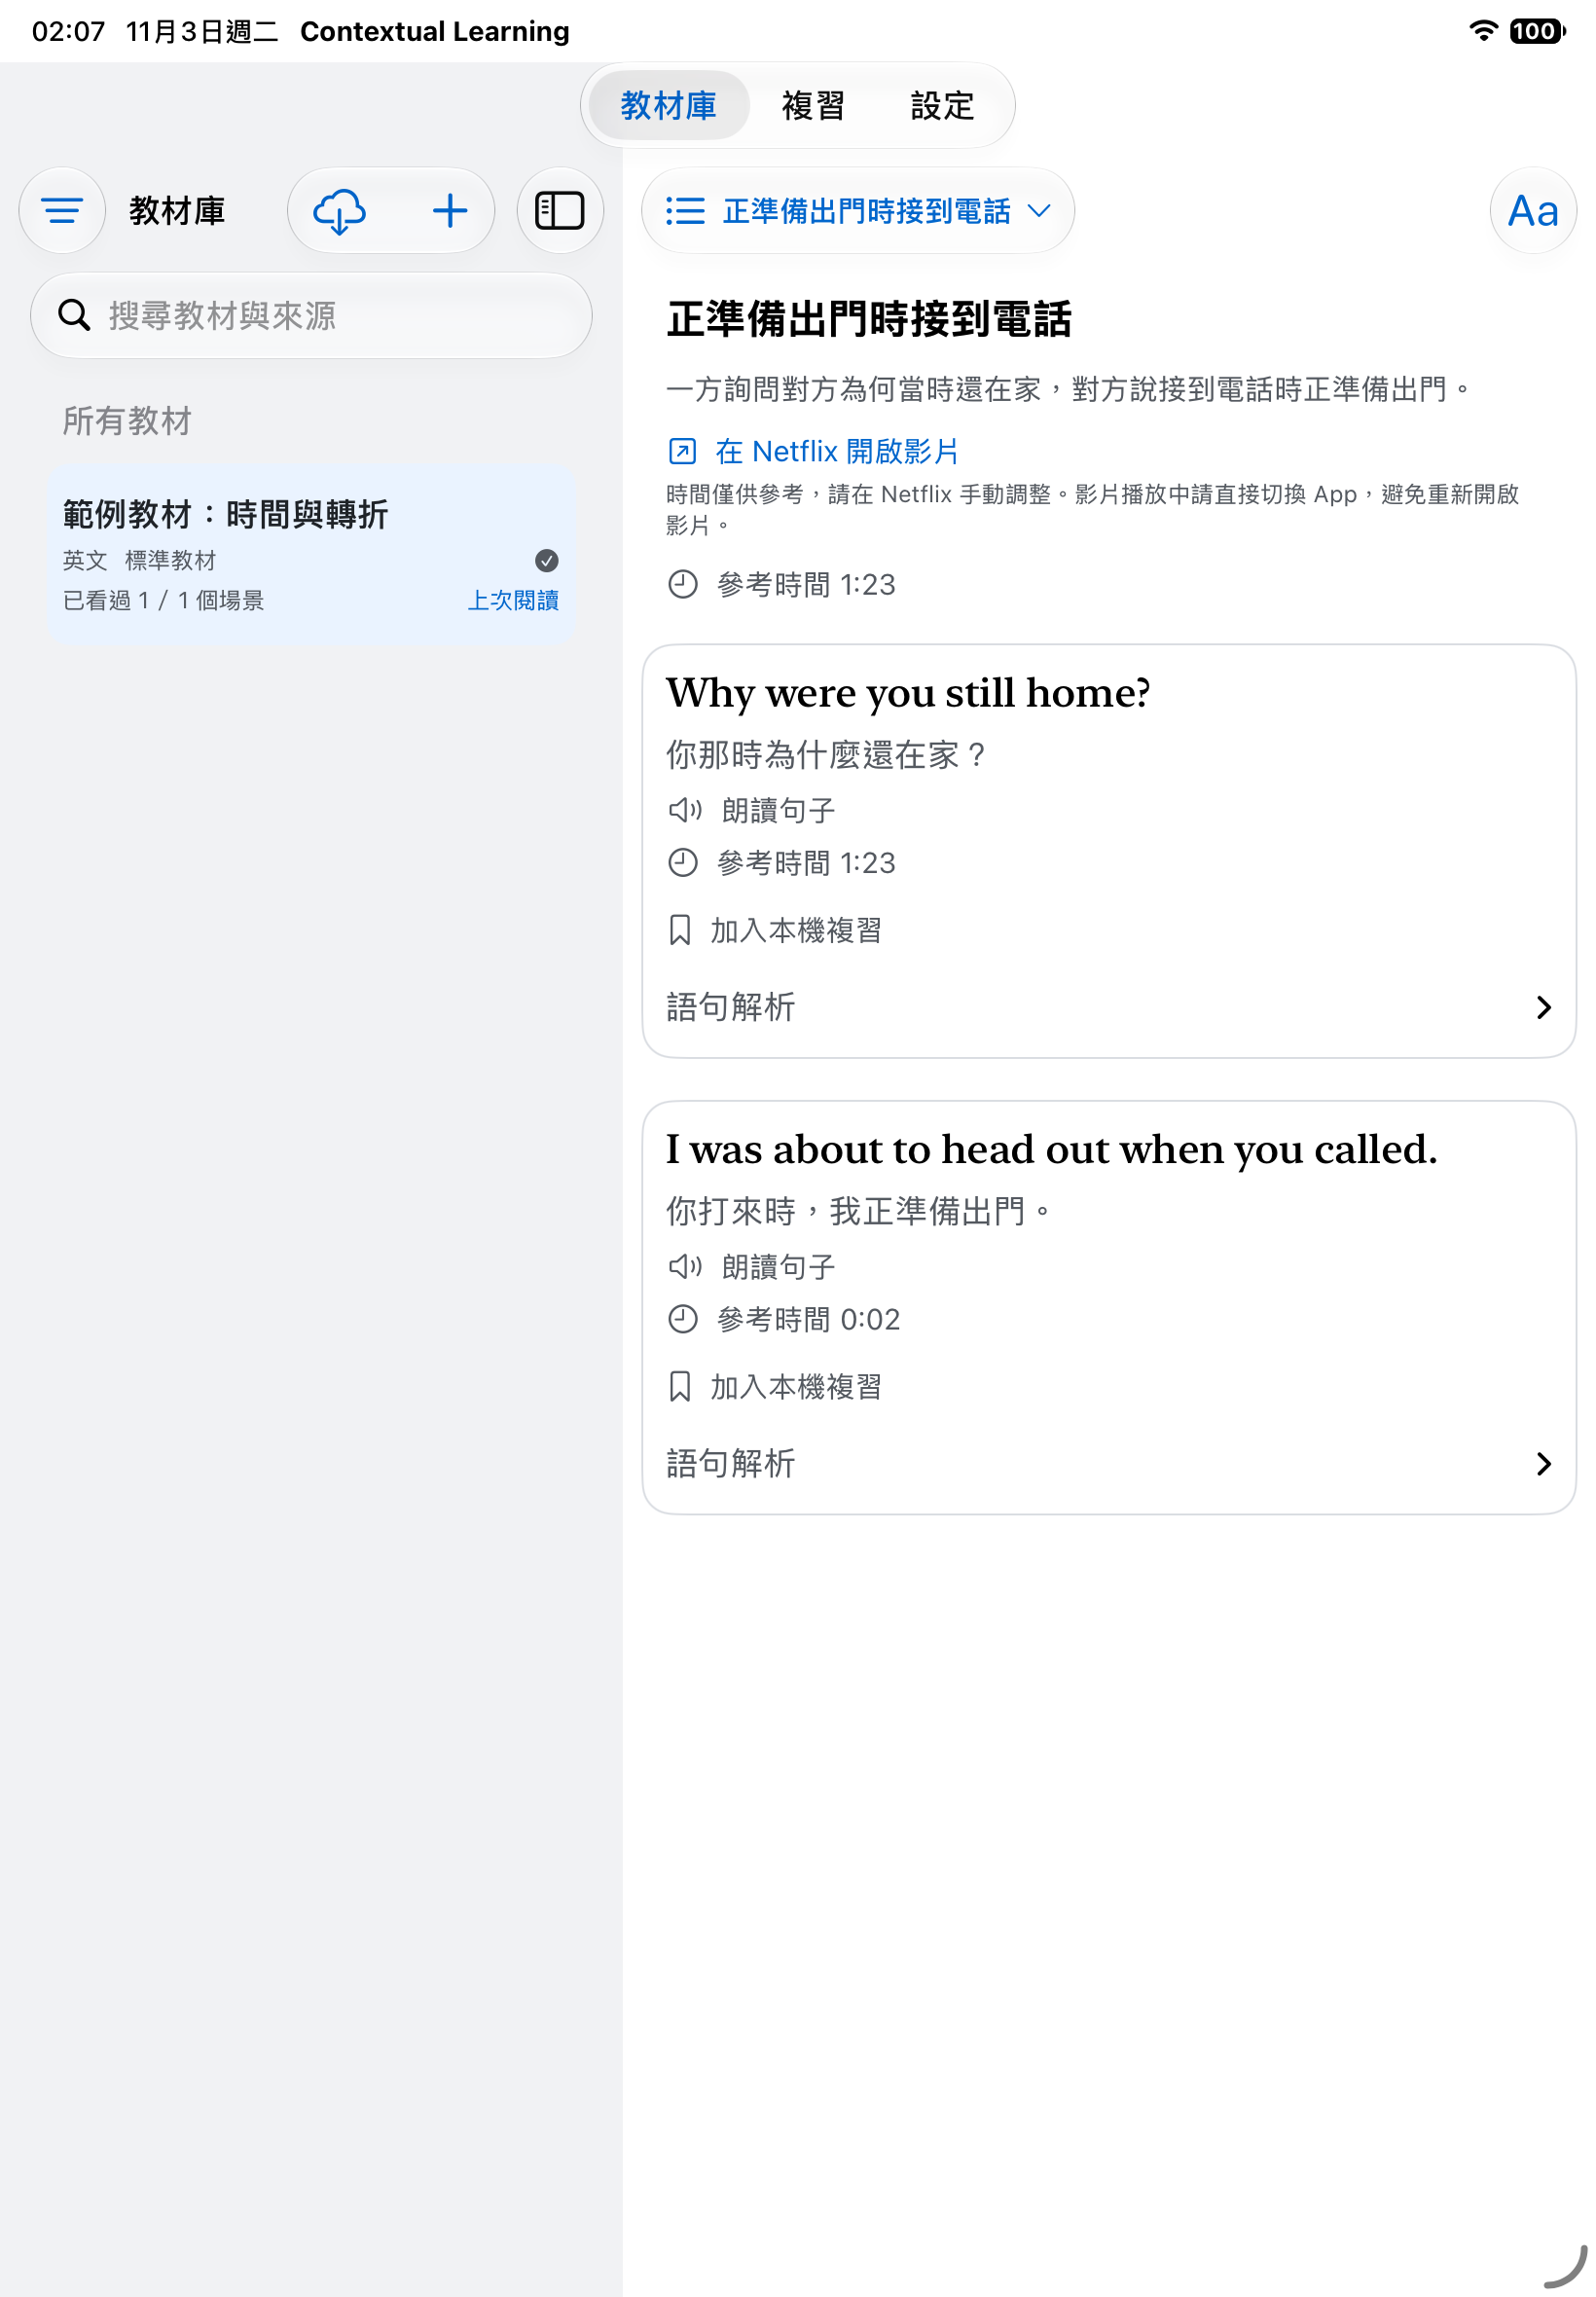 02:07 11月3日週二 Contextual Learning 100
教材庫 複習 設定
教材庫
搜尋教材與來源
所有教材
範例教材：時間與轉折
英文 標準教材
已看過 1 / 1 個場景 上次閱讀
正準備出門時接到電話
Aa
正準備出門時接到電話
一方詢問對方為何當時還在家，對方說接到電話時正準備出門。
在 Netflix 開啟影片
時間僅供參考，請在 Netflix 手動調整。影片播放中請直接切換 App，避免重新開啟
影片。
參考時間 1:23
Why were you still home?
你那時為什麼還在家？
朗讀句子
參考時間 1:23
加入本機複習
語句解析
I was about to head out when you called.
你打來時，我正準備出門。
朗讀句子
參考時間 0:02
加入本機複習
語句解析